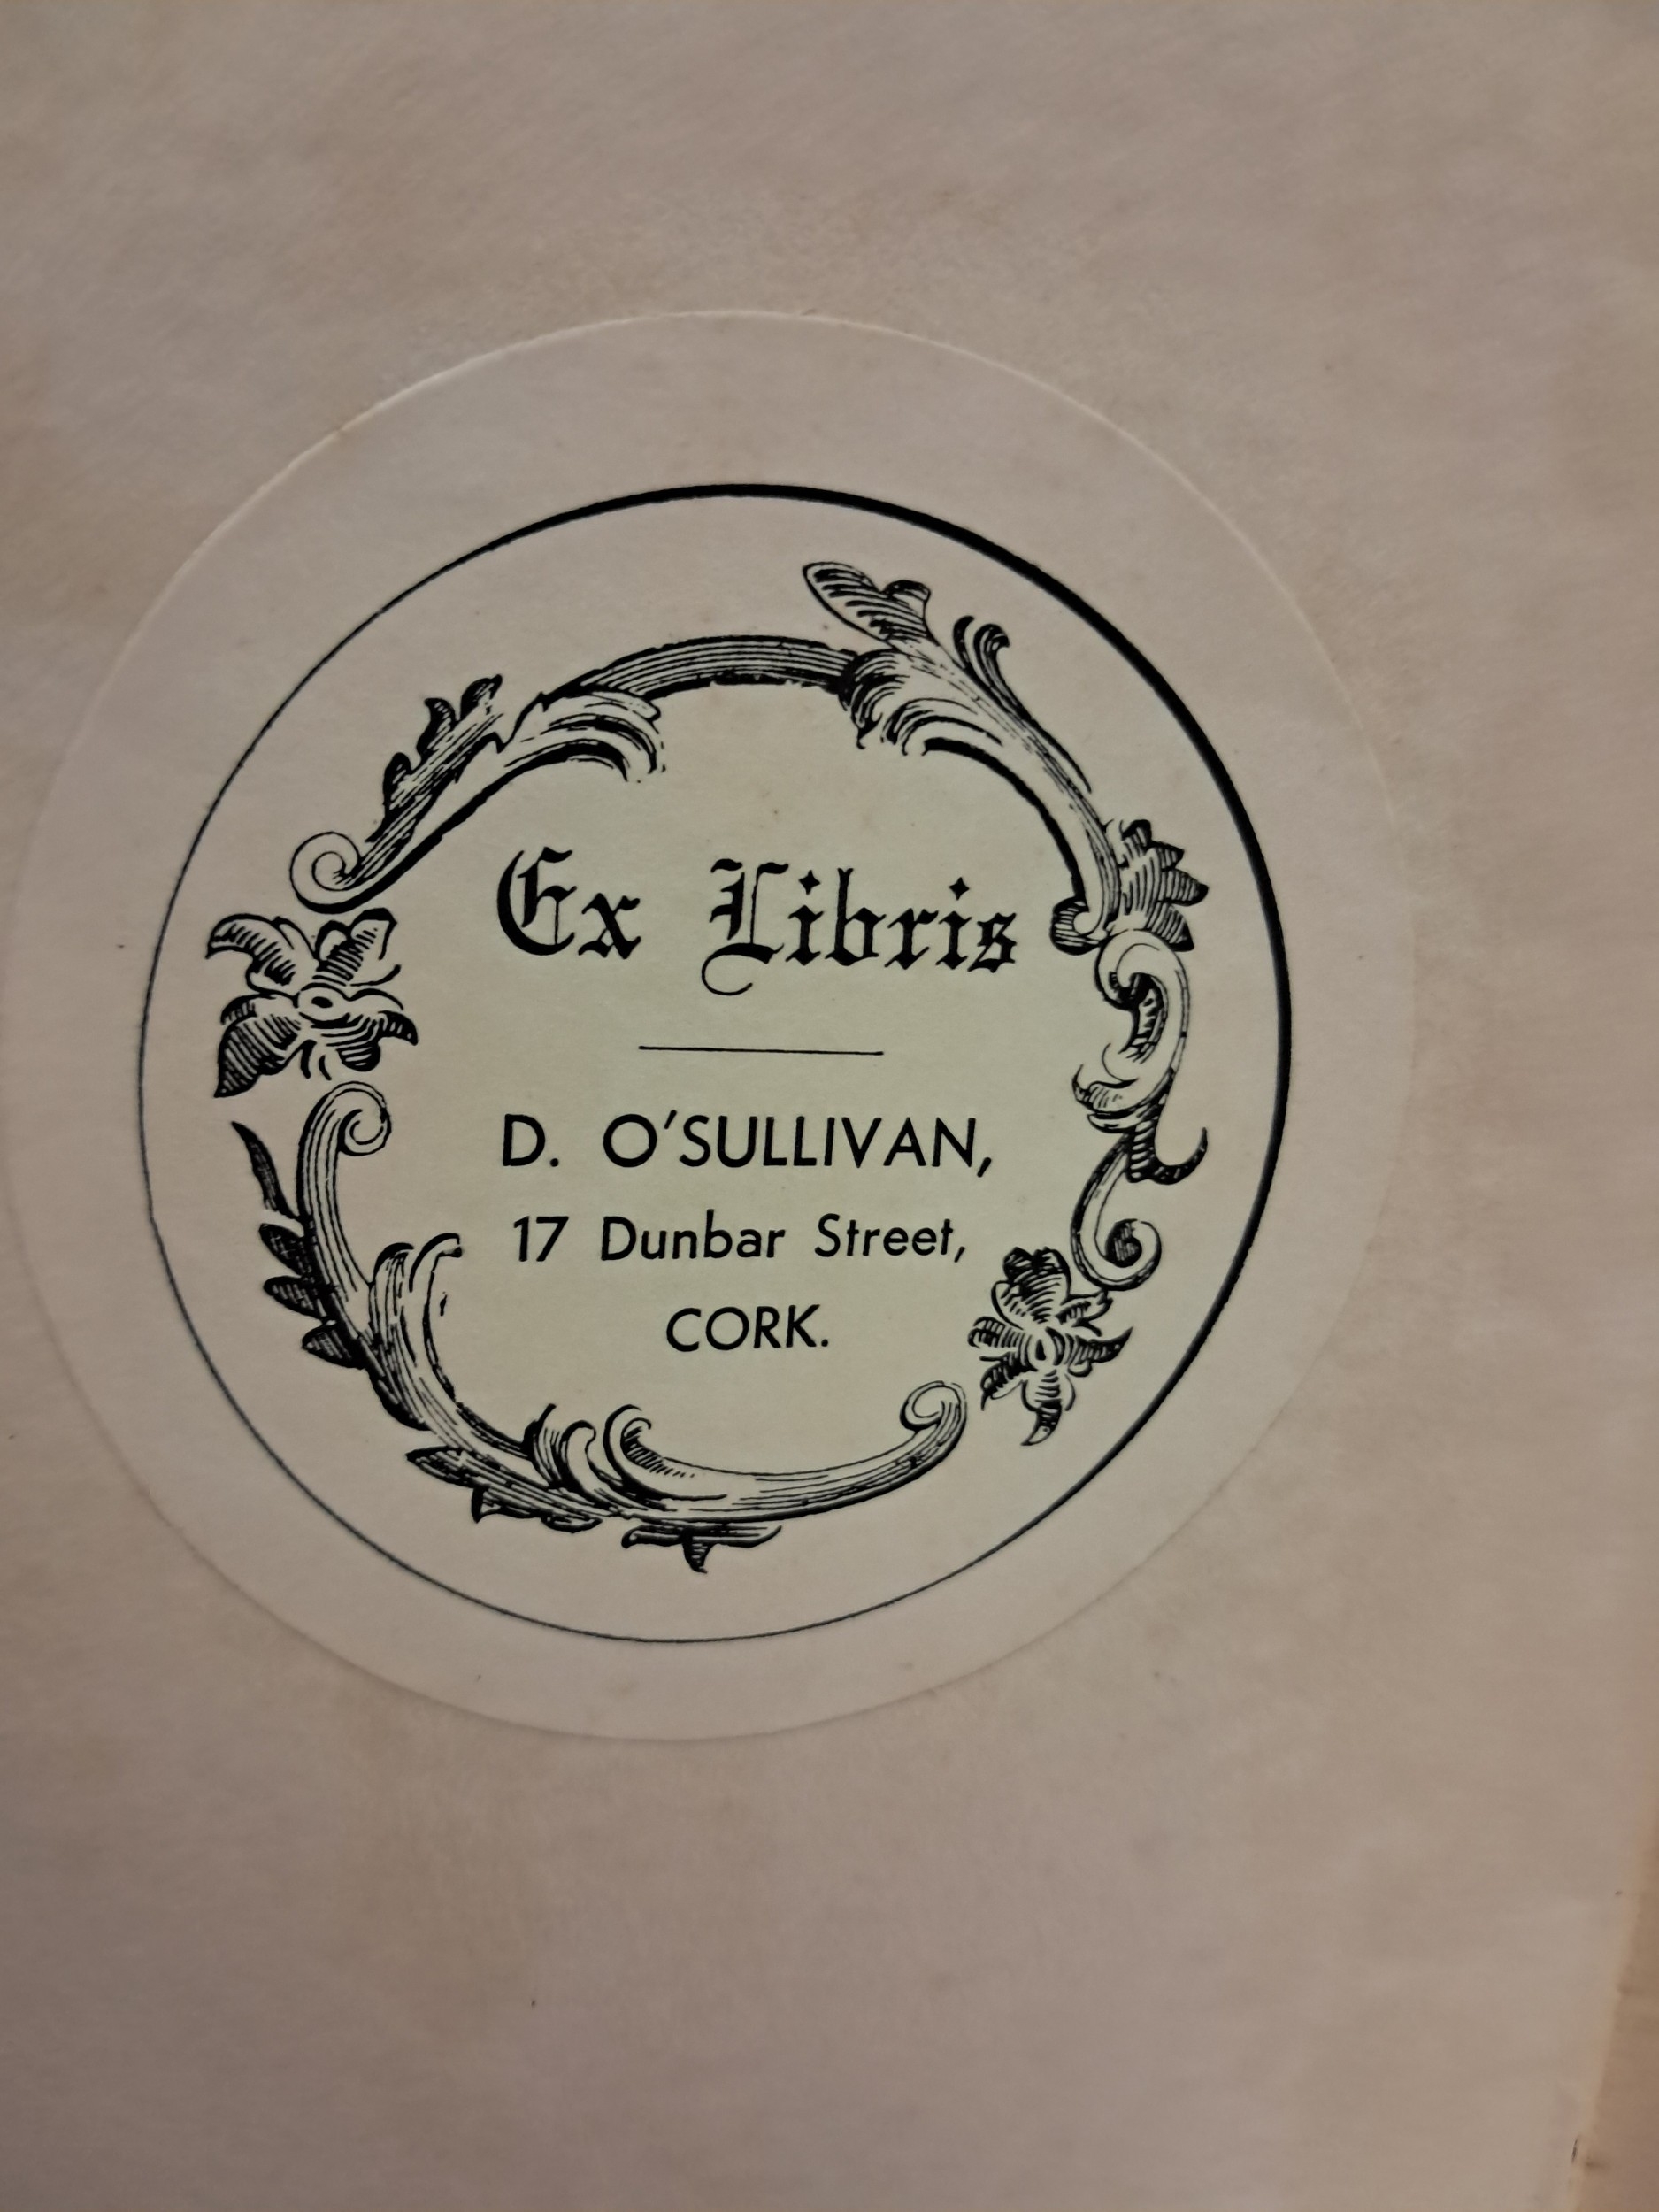 Ex Libris
D. O'SULLIVAN,
17 Dunbar Street,
CORK.